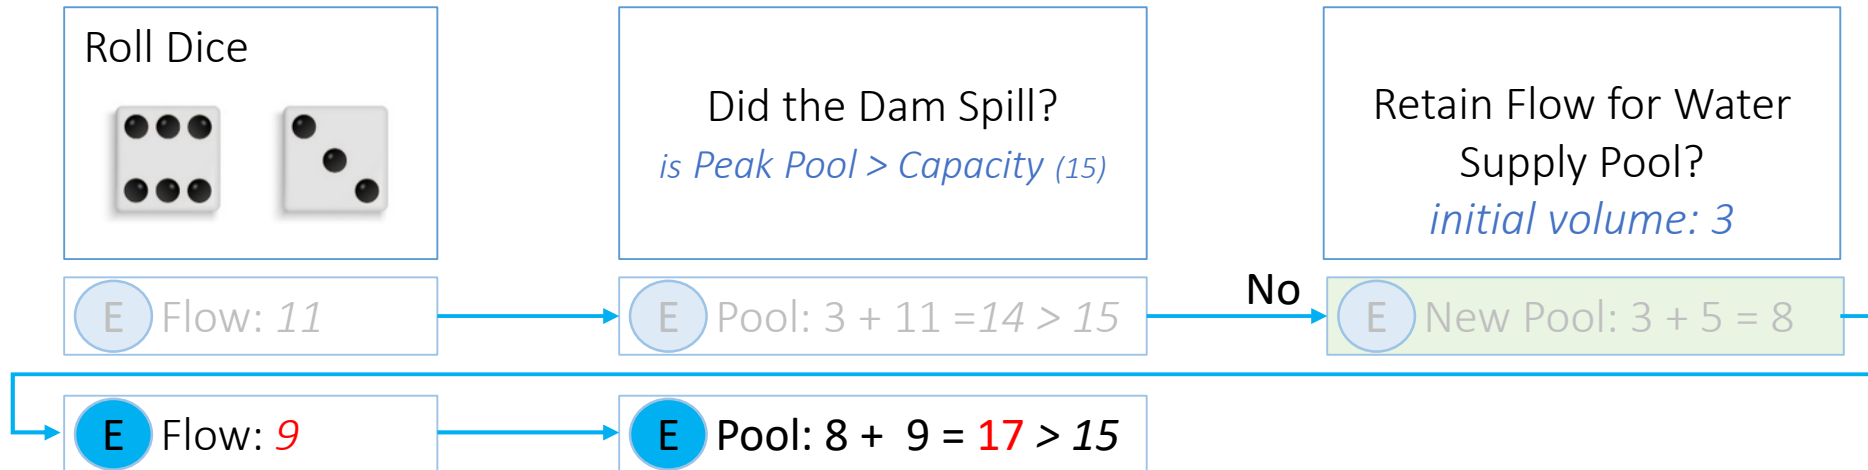 Roll Dice
Did the Dam Spill?
is Peak Pool > Capacity (15)
Retain Flow for Water
Supply Pool?
initial volume: 3
E Flow: 11
E Pool: 3 + 11 =14 > 15
No
E New Pool: 3 + 5 = 8
E Flow: 9
E Pool: 8 + 9 = 17 > 15